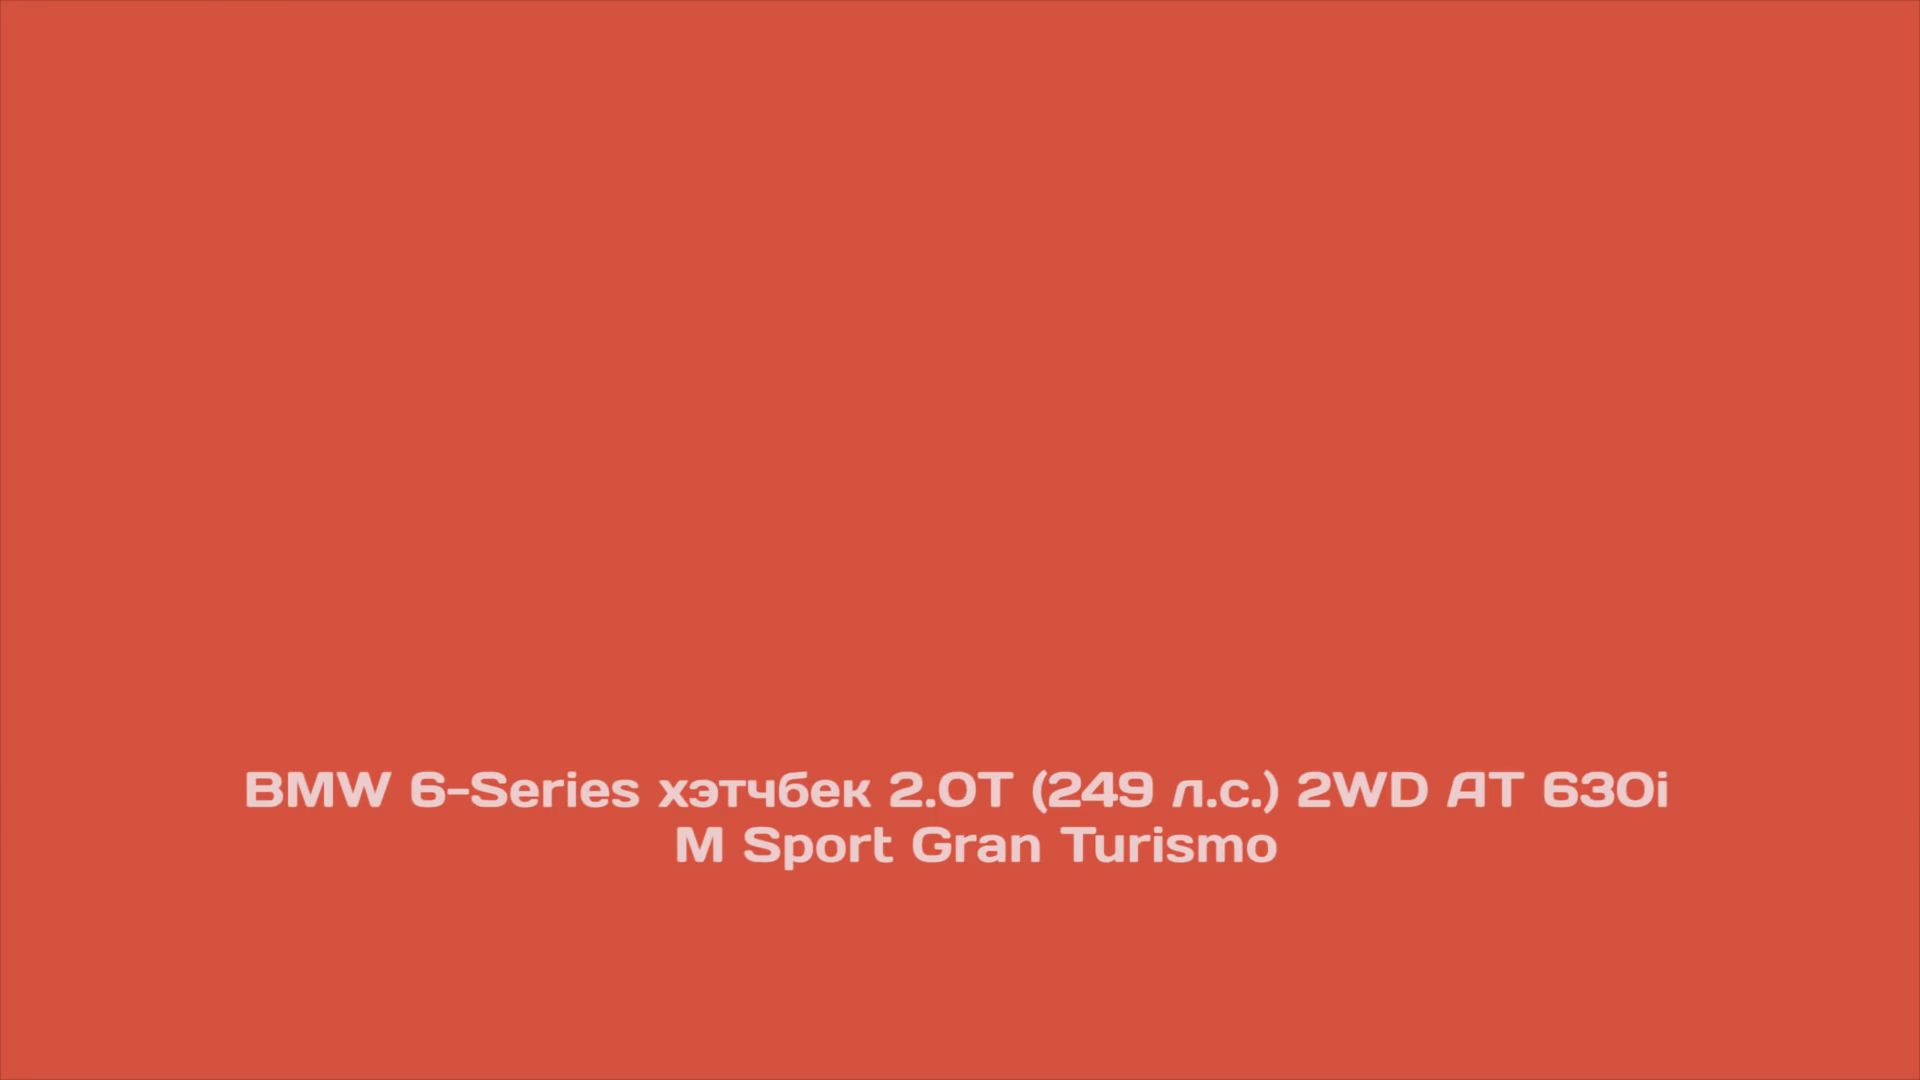 BMW 6-Series хэтчбек 2.0T (249 л.с.) 2WD AT 630i
M Sport Gran Turismo